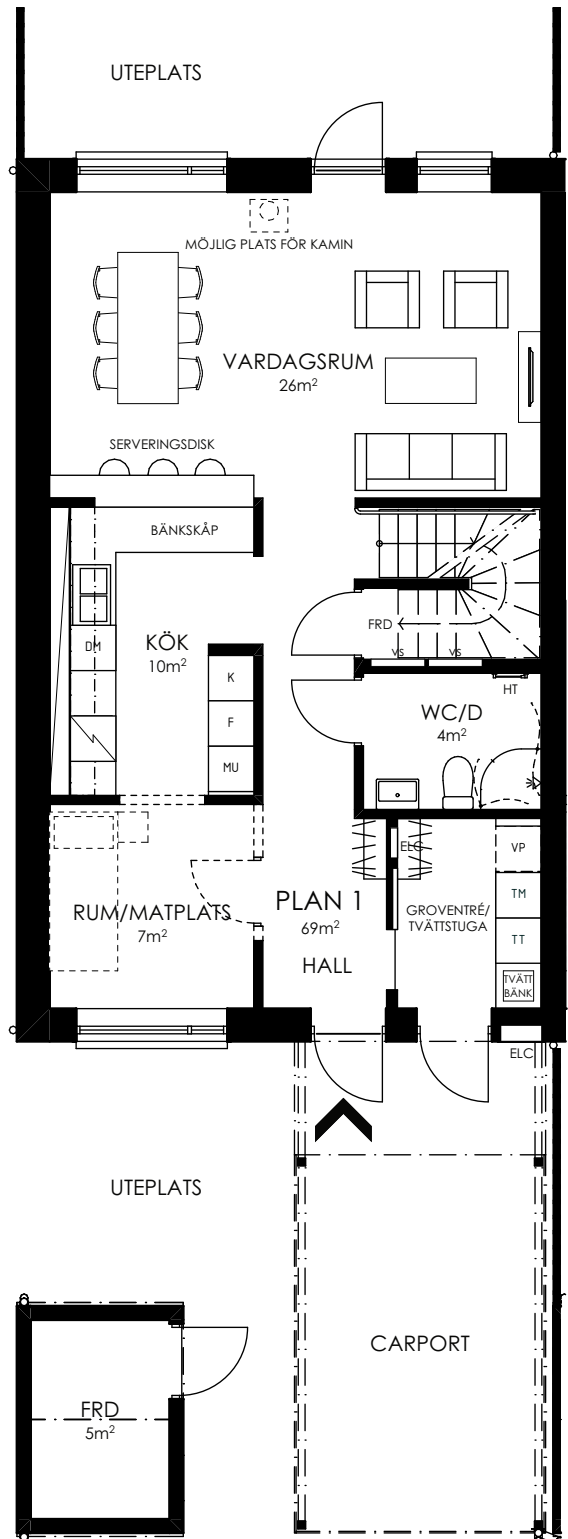 UTEPLATS
MÖJLIG PLATS FÖR KAMIN
VARDAGSRUM
26m²
SERVERINGSDISK
BÄNKSKÅP
DM
KÖK
10m²
K
F
MU
FRD
VS
VS
WC/D
4m²
HT
ELC
RUM/MATPLATS
7m²
PLAN 1
69m²
HALL
GROVENTRÉ/
TVÄTTSTUGA
VP
TM
TT
TVÄTT
BÄNK
ELC
UTEPLATS
CARPORT
FRD
5m²